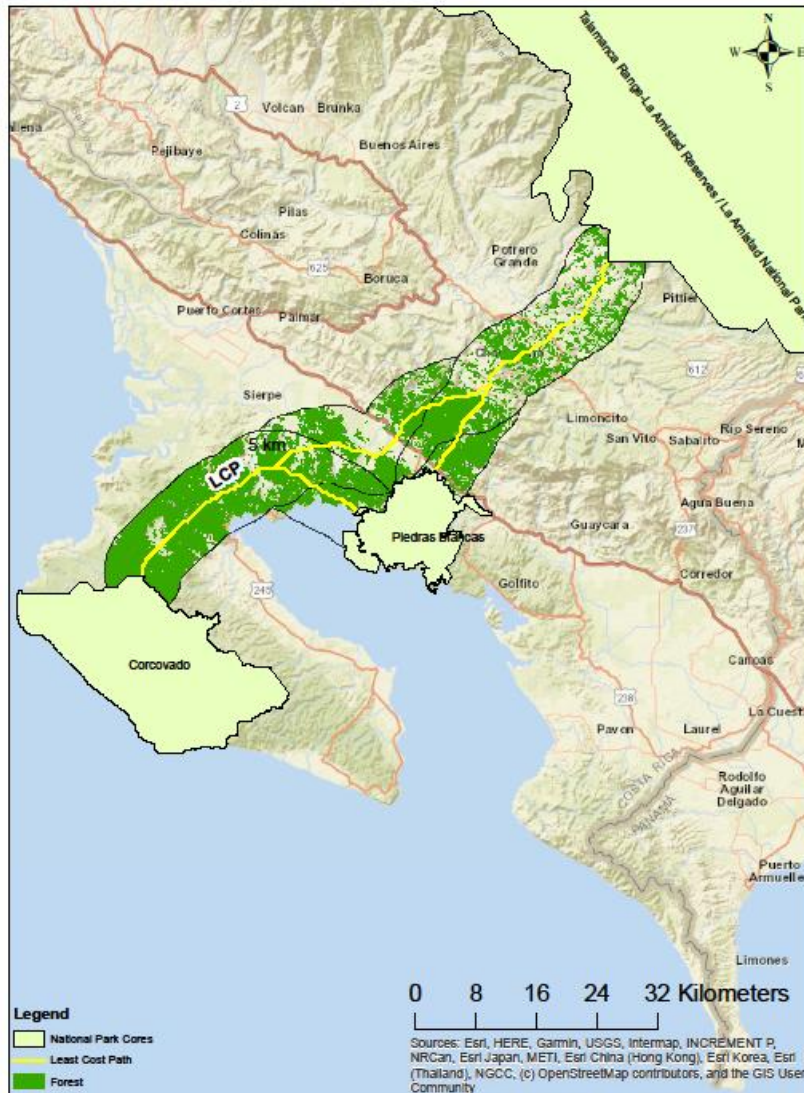 N
W E
S
Talamanca Range-La Amistad Reserves / La Amistad National Park
2
Volcan Brunka
Buenos Aires
Pejibaye
Pilas
Colinas
625
Boruca
Potrero
Grande
Puerto Cortes
Palmar
Pittier
612
Sierpe
5 km
LCP
Limoncito
San Vito
Sabalito
Rio Sereno
Agua Buena
237
Guaycara
Piedras Blancas
Golfito
Corredor
245
Corcovado
Canoas
238
La Cuest
Pavon
Laurel
COSTA RICA
PANAMÁ
Rodolfo
Aguilar
Delgado
Puerto
Armuelle
Limones
Legend
National Park Cores
Least Cost Path
Forest
0 8 16 24 32 Kilometers
Sources: Esri, HERE, Garmin, USGS, Intermap, INCREMENT P,
NRCan, Esri Japan, METI, Esri China (Hong Kong), Esri Korea, Esri
(Thailand), NGCC, (c) OpenStreetMap contributors, and the GIS User
Community